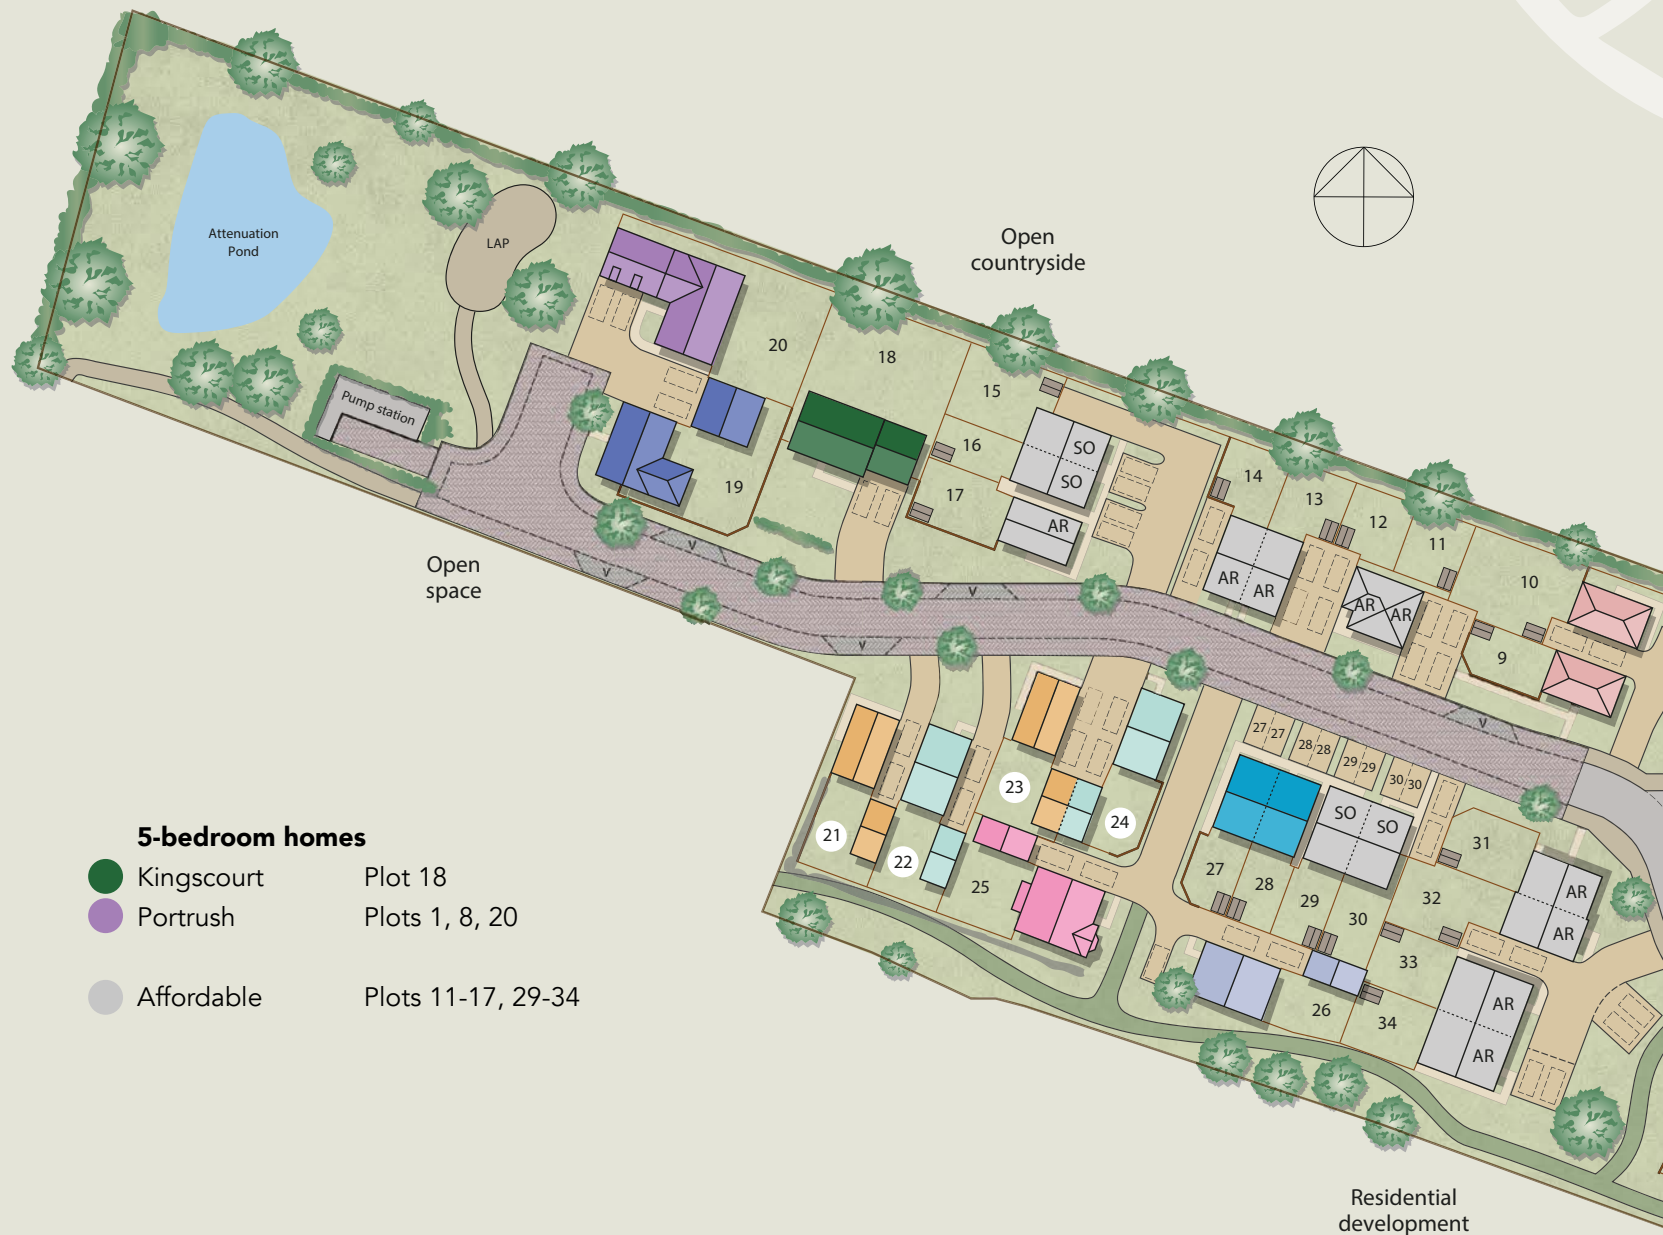 Attenuation
Pond
LAP
Pump station
Open
countryside
Open
space
20
18
15
16
17
19
SO
SO
AR
14
13
12
11
10
9
AR
AR
AR
AR
V
V
V
V
V
27 27
28 28
29 29
30 30
23
24
21
22
25
SO
SO
27
28
29
30
31
32
33
34
26
AR
AR
AR
AR
5-bedroom homes
Kingscourt Plot 18
Portrush Plots 1, 8, 20
Affordable Plots 11-17, 29-34
Residential
development